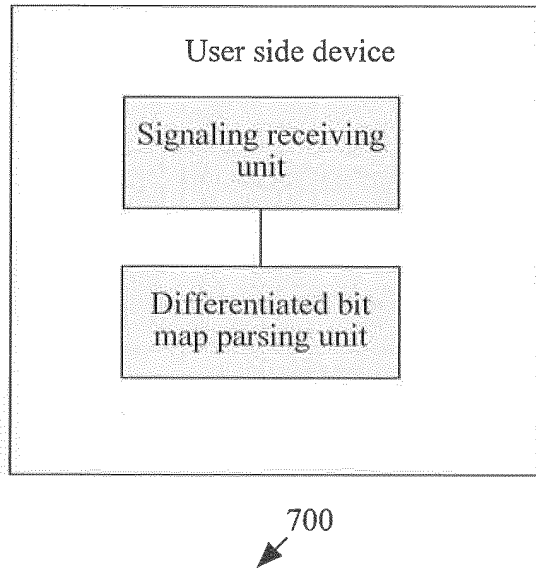 User side device
Signaling receiving
unit
Differentiated bit
map parsing unit
700